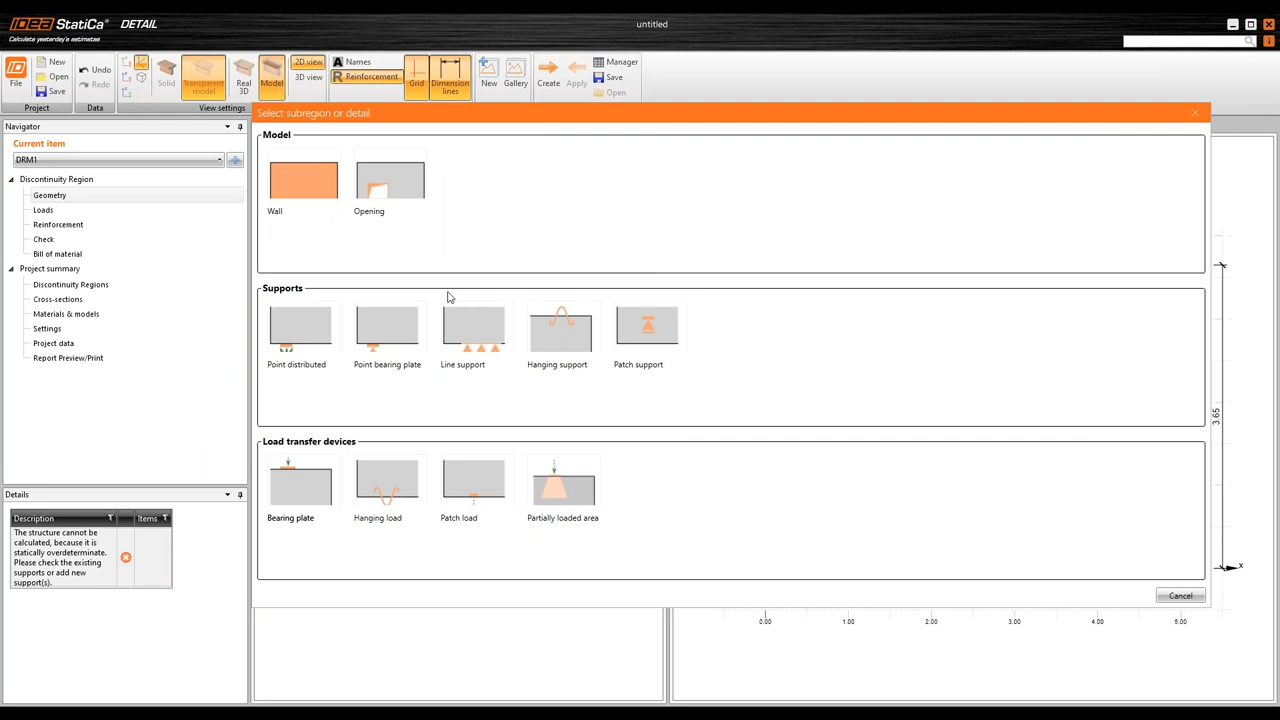 IDEA StatiCa® DETAIL
Calculate yesterday's estimates
untitled
File
New
Open
Save
Project
Undo
Redo
Data
Solid
Transparent model
Real 3D
Model
2D view
3D view
View settings
Names
Reinforcement
Grid
Dimension lines
New
Gallery
Create
Apply
Manager
Save
Open
Navigator
Current item
DRM1
Discontinuity Region
Geometry
Loads
Reinforcement
Check
Bill of material
Project summary
Discontinuity Regions
Cross-sections
Materials & models
Settings
Project data
Report Preview/Print
Details
Description Items
The structure cannot be
calculated, because it is
statically overdeterminate.
Please check the existing
supports or add new
support(s).
Select subregion or detail
Model
Wall Opening
Supports
Point distributed Point bearing plate Line support Hanging support Patch support
Load transfer devices
Bearing plate Hanging load Patch load Partially loaded area
Cancel
3.65
x
0.00 1.00 2.00 3.00 4.00 5.00